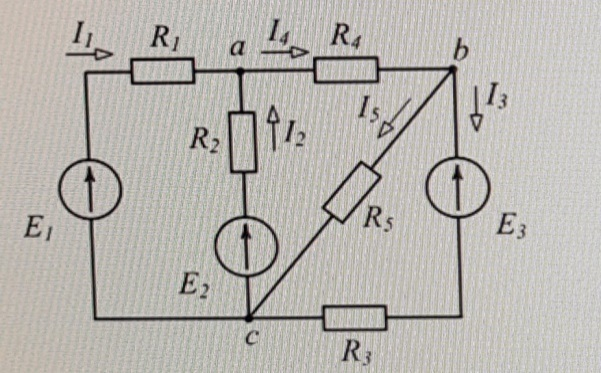 I₁ R₁ a I₄ R₄ b
R₂ I₂ I₅ I₃
E₁ R₅ E₃
E₂
c R₃